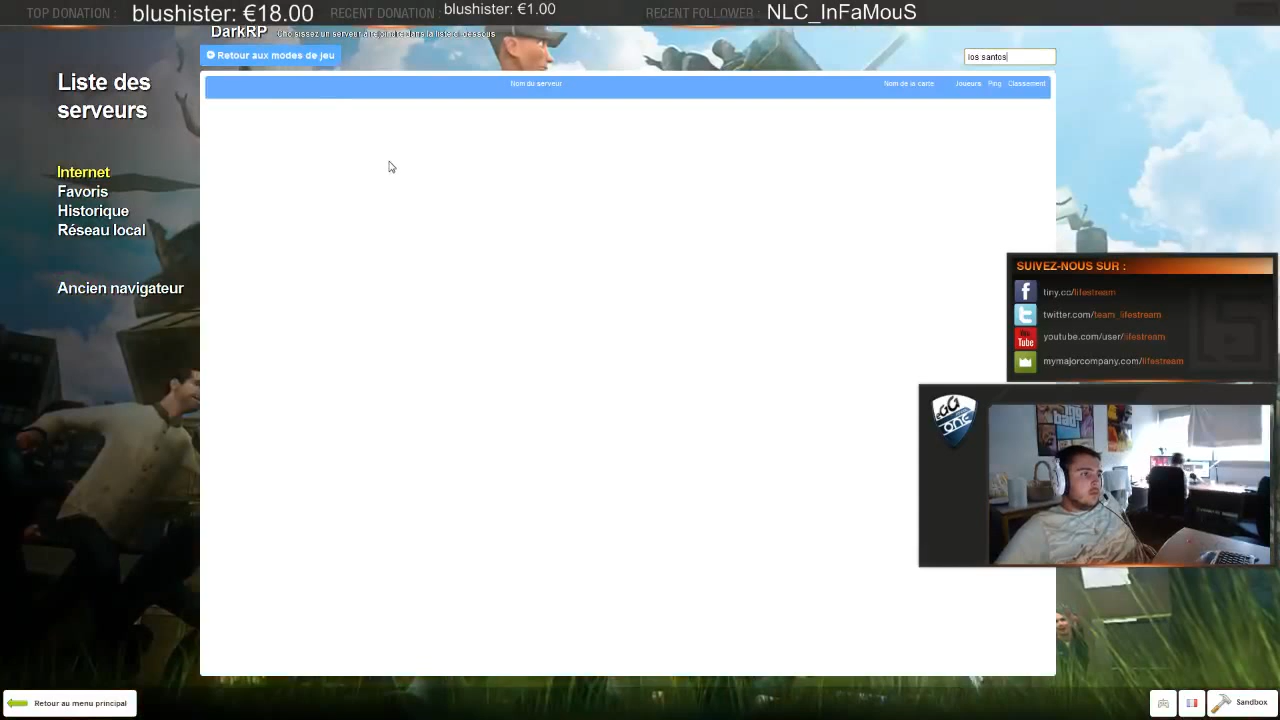 TOP DONATION : blushister: €18.00 RECENT DONATION : blushister: €1.00 RECENT FOLLOWER : NLC_InFaMouS
DarkRP
Retour aux modes de jeu
los santos
Nom du serveur Nom de la carte Joueurs Ping Classement
Liste des
serveurs
Internet
Favoris
Historique
Réseau local
Ancien navigateur
SUIVEZ-NOUS SUR :
tiny.cc/lifestream
twitter.com/team_lifestream
youtube.com/user/lifestream
mymajorcompany.com/lifestream
GG
one
Retour au menu principal
Sandbox